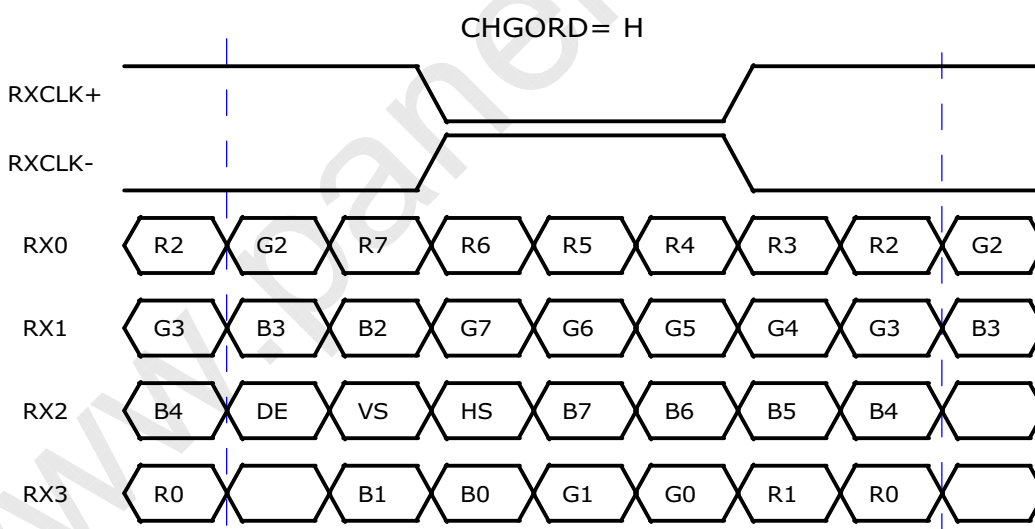 CHGORD= H
RXCLK+
RXCLK-
RX0 R2 G2 R7 R6 R5 R4 R3 R2 G2
RX1 G3 B3 B2 G7 G6 G5 G4 G3 B3
RX2 B4 DE VS HS B7 B6 B5 B4
RX3 R0 B1 B0 G1 G0 R1 R0
www.pane